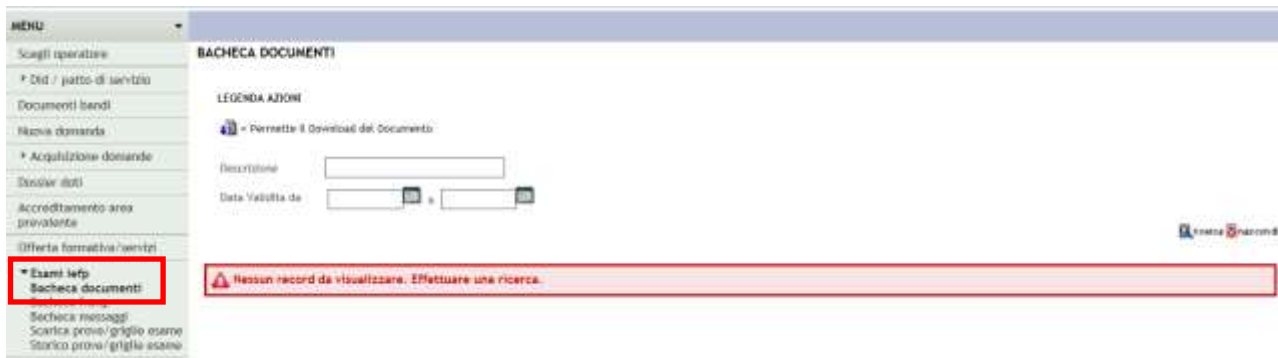 MENU
Scegli operatore
Did / patto di servizio
Documenti bandi
Nuova domanda
Acquisizione domande
Dossier doti
Accreditamento area
prevalente
Offerta formativa/servizi
Esami iefp
Bacheca documenti
Bacheca
Bacheca messaggi
Scarica prove/griglie esame
Storico prove/griglie esame
BACHECA DOCUMENTI
LEGENDA AZIONI
= Permette il Download del Documento
Descrizione
Data Validita da
a
ricerca nascondi
Nessun record da visualizzare. Effettuare una ricerca.